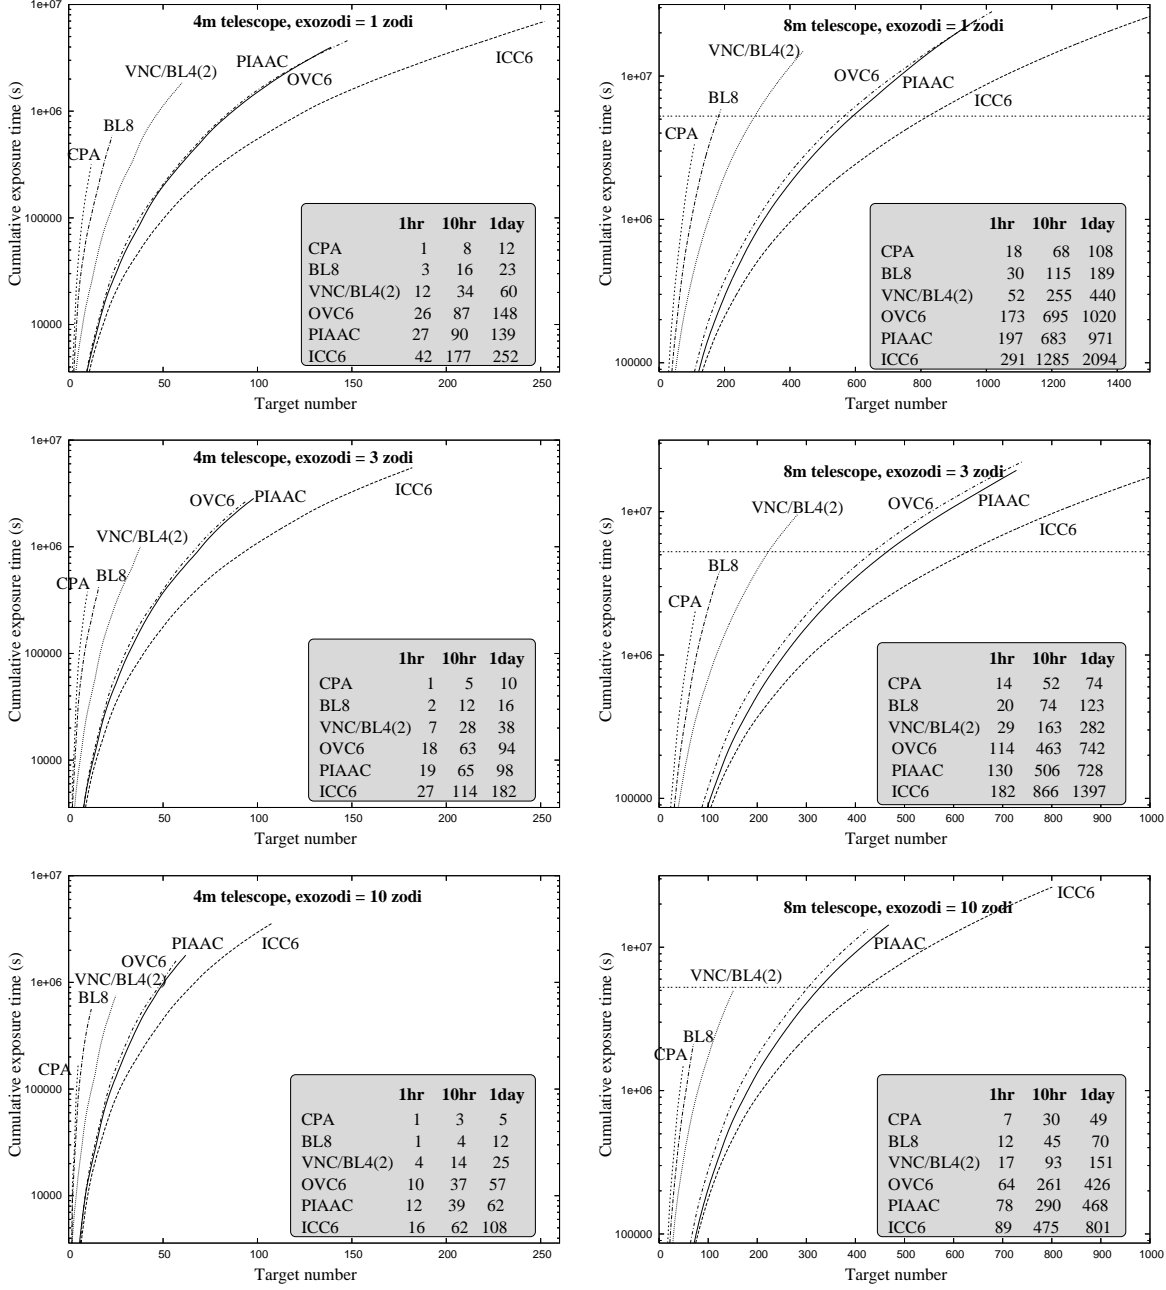 4m telescope, exozodi = 1 zodi
Cumulative exposure time (s)
1e+07
1e+06
100000
10000
VNC/BL4(2)
PIAAC
OVC6
ICC6
BL8
CPA
1hr 10hr 1day
CPA 1 8 12
BL8 3 16 23
VNC/BL4(2) 12 34 60
OVC6 26 87 148
PIAAC 27 90 139
ICC6 42 177 252
0 50 100 150 200 250
Target number
8m telescope, exozodi = 1 zodi
Cumulative exposure time (s)
1e+07
1e+06
100000
VNC/BL4(2)
OVC6
PIAAC
ICC6
BL8
CPA
1hr 10hr 1day
CPA 18 68 108
BL8 30 115 189
VNC/BL4(2) 52 255 440
OVC6 173 695 1020
PIAAC 197 683 971
ICC6 291 1285 2094
0 200 400 600 800 1000 1200 1400
Target number
4m telescope, exozodi = 3 zodi
Cumulative exposure time (s)
1e+07
1e+06
100000
10000
OVC6
PIAAC
ICC6
VNC/BL4(2)
CPA
BL8
1hr 10hr 1day
CPA 1 5 10
BL8 2 12 16
VNC/BL4(2) 7 28 38
OVC6 18 63 94
PIAAC 19 65 98
ICC6 27 114 182
0 50 100 150 200 250
Target number
8m telescope, exozodi = 3 zodi
Cumulative exposure time (s)
1e+07
1e+06
100000
VNC/BL4(2)
OVC6
PIAAC
ICC6
BL8
CPA
1hr 10hr 1day
CPA 14 52 74
BL8 20 74 123
VNC/BL4(2) 29 163 282
OVC6 114 463 742
PIAAC 130 506 728
ICC6 182 866 1397
0 100 200 300 400 500 600 700 800 900 1000
Target number
4m telescope, exozodi = 10 zodi
Cumulative exposure time (s)
1e+07
1e+06
100000
10000
PIAAC
ICC6
OVC6
VNC/BL4(2)
BL8
CPA
1hr 10hr 1day
CPA 1 3 5
BL8 1 4 12
VNC/BL4(2) 4 14 25
OVC6 10 37 57
PIAAC 12 39 62
ICC6 16 62 108
0 50 100 150 200 250
Target number
8m telescope, exozodi = 10 zodi
Cumulative exposure time (s)
1e+07
1e+06
100000
ICC6
PIAAC
VNC/BL4(2)
BL8
CPA
1hr 10hr 1day
CPA 7 30 49
BL8 12 45 70
VNC/BL4(2) 17 93 151
OVC6 64 261 426
PIAAC 78 290 468
ICC6 89 475 801
0 100 200 300 400 500 600 700 800 900 1000
Target number